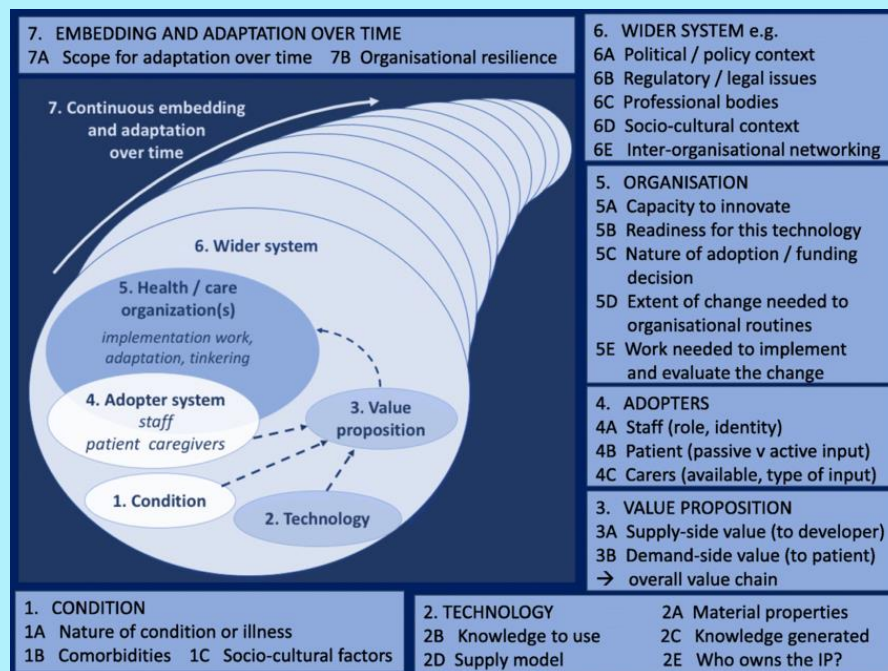 7. EMBEDDING AND ADAPTATION OVER TIME
7A Scope for adaptation over time 7B Organisational resilience
7. Continuous embedding
and adaptation
over time
6. Wider system
5. Health / care
organization(s)
implementation work,
adaptation, tinkering
4. Adopter system
staff
patient caregivers
3. Value
proposition
1. Condition
2. Technology
6. WIDER SYSTEM e.g.
6A Political / policy context
6B Regulatory / legal issues
6C Professional bodies
6D Socio-cultural context
6E Inter-organisational networking
5. ORGANISATION
5A Capacity to innovate
5B Readiness for this technology
5C Nature of adoption / funding
decision
5D Extent of change needed to
organisational routines
5E Work needed to implement
and evaluate the change
4. ADOPTERS
4A Staff (role, identity)
4B Patient (passive v active input)
4C Carers (available, type of input)
3. VALUE PROPOSITION
3A Supply-side value (to developer)
3B Demand-side value (to patient)
→ overall value chain
1. CONDITION
1A Nature of condition or illness
1B Comorbidities 1C Socio-cultural factors
2. TECHNOLOGY 2A Material properties
2B Knowledge to use 2C Knowledge generated
2D Supply model 2E Who owns the IP?